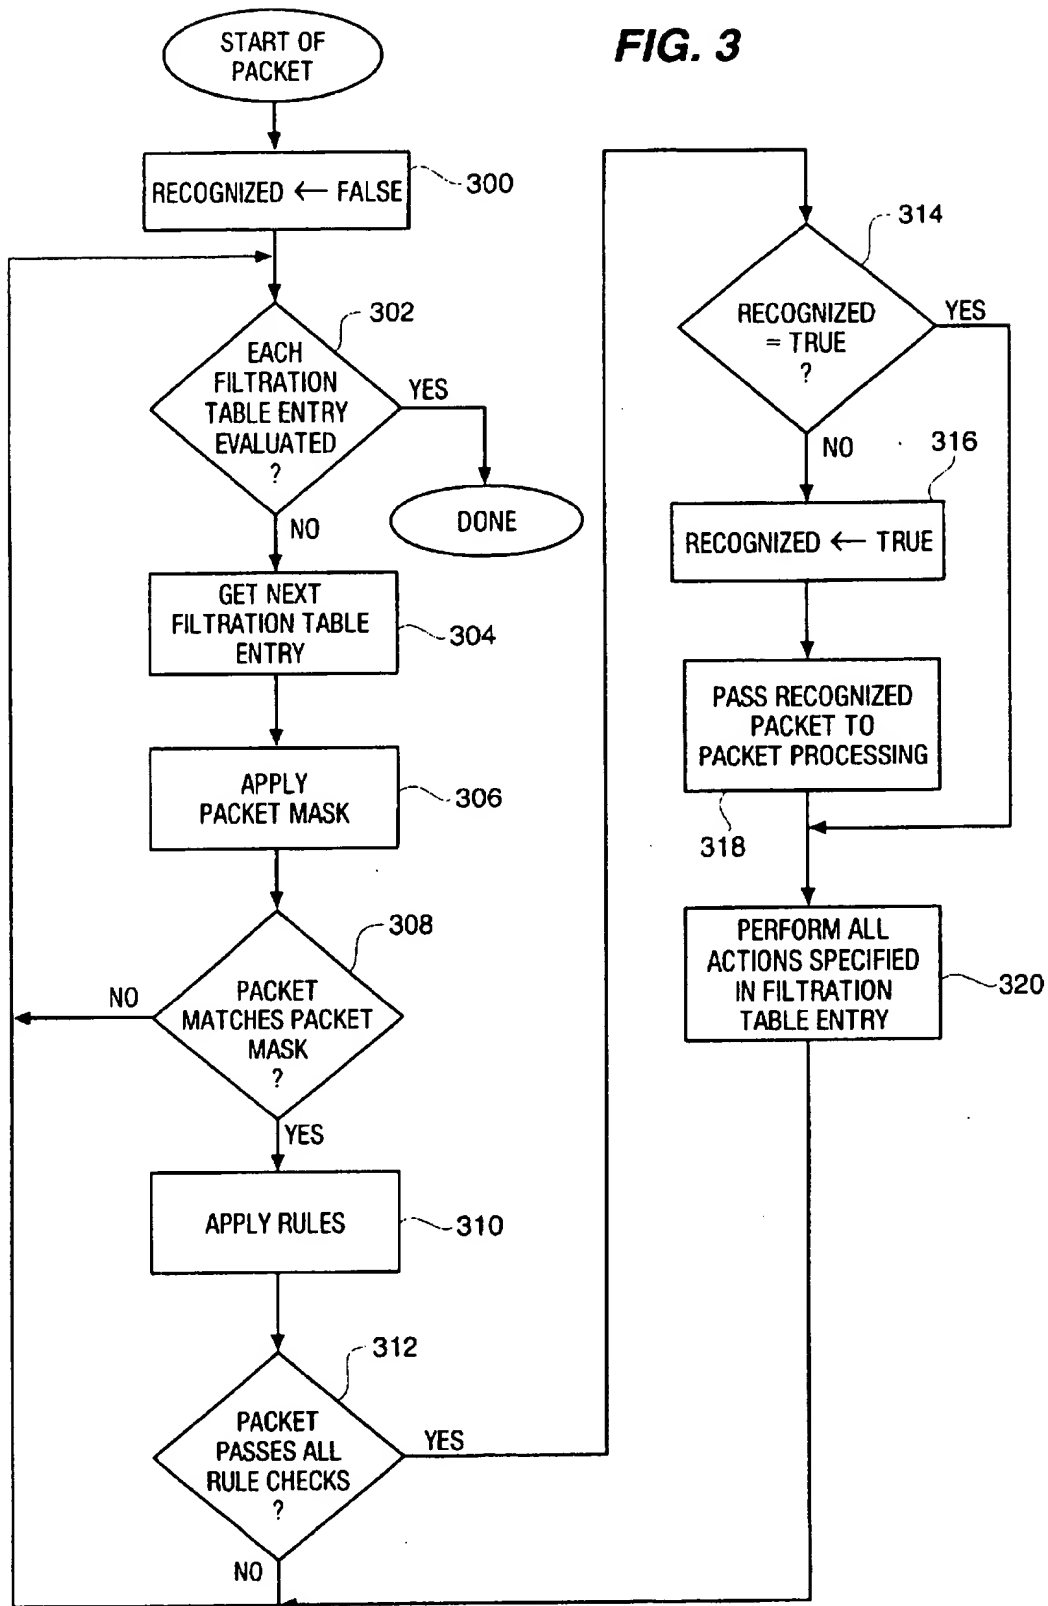 FIG. 3
START OF
PACKET
RECOGNIZED ← FALSE
300
302
EACH
FILTRATION
TABLE ENTRY
EVALUATED
?
YES
DONE
NO
GET NEXT
FILTRATION TABLE
ENTRY
304
APPLY
PACKET MASK
306
308
PACKET
MATCHES PACKET
MASK
?
NO
YES
APPLY RULES
310
312
PACKET
PASSES ALL
RULE CHECKS
?
YES
NO
314
RECOGNIZED
= TRUE
?
YES
NO
316
RECOGNIZED ← TRUE
PASS RECOGNIZED
PACKET TO
PACKET PROCESSING
318
PERFORM ALL
ACTIONS SPECIFIED
IN FILTRATION
TABLE ENTRY
320